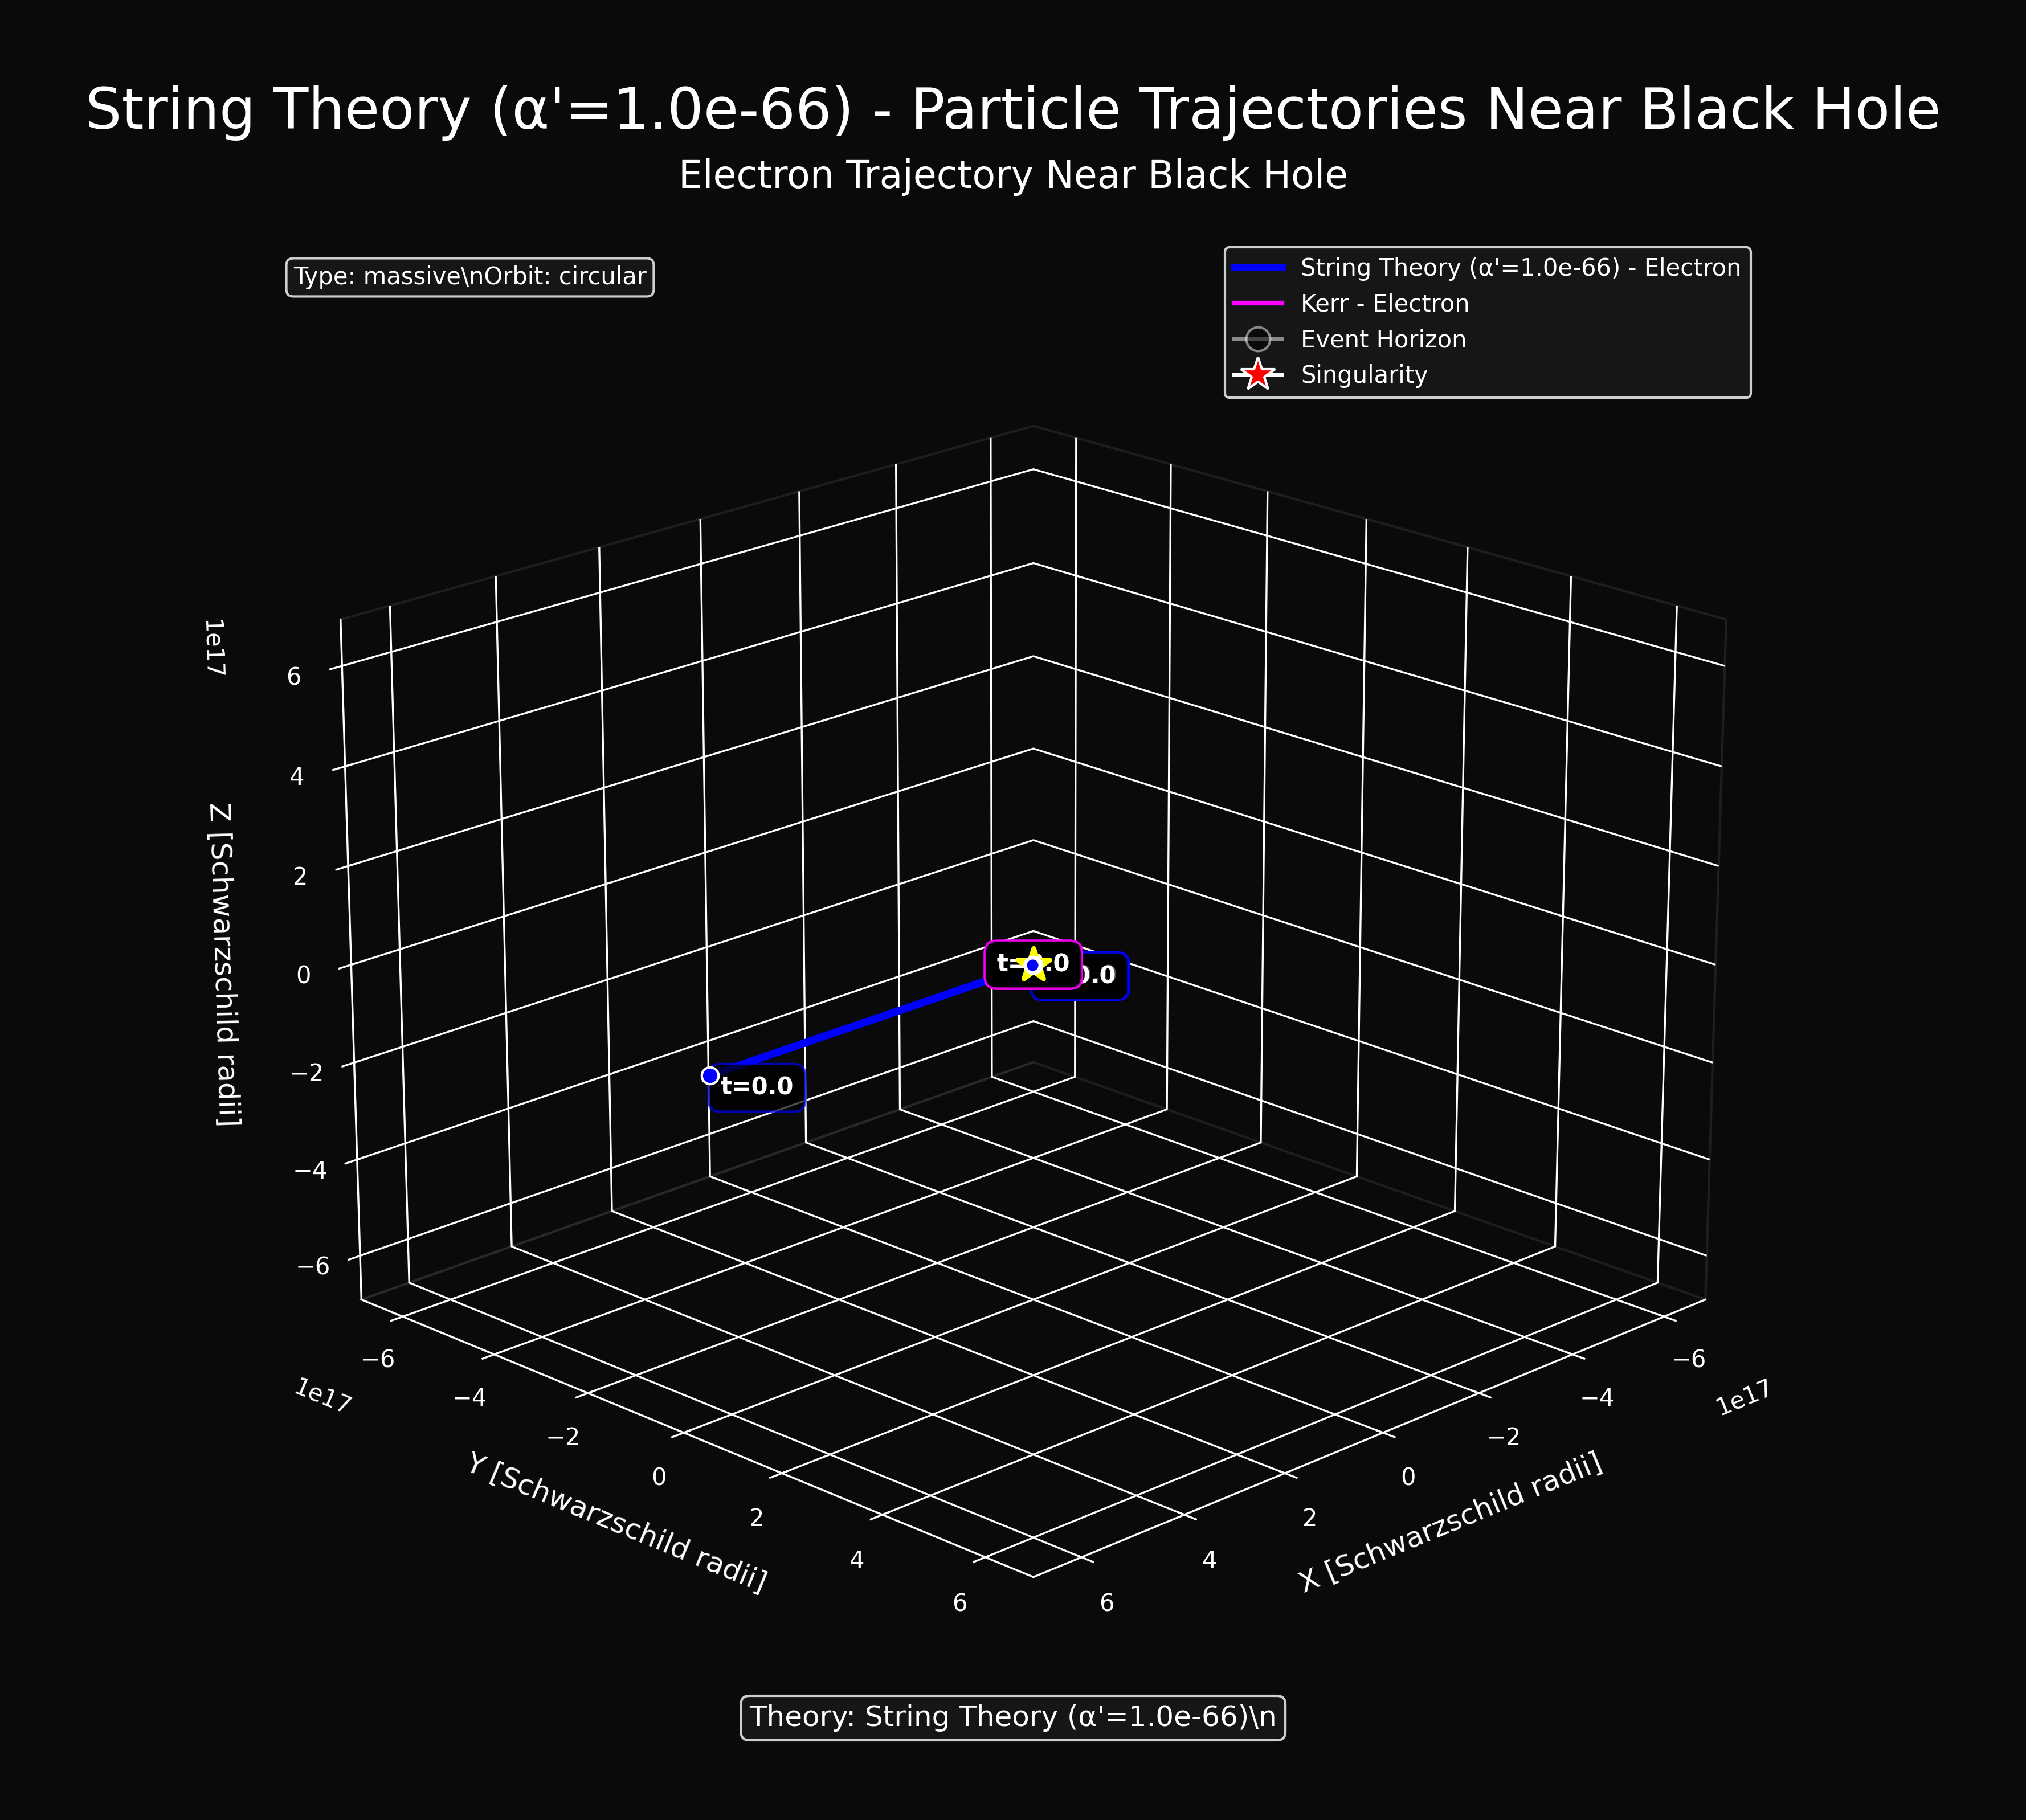 String Theory (α'=1.0e-66) - Particle Trajectories Near Black Hole
Electron Trajectory Near Black Hole
Type: massive\nOrbit: circular
String Theory (α'=1.0e-66) - Electron
Kerr - Electron
Event Horizon
Singularity
1e17
6
4
2
0
−2
−4
−6
Z [Schwarzschild radii]
t=0.0
−6
−4
−2
0
2
4
6
1e17
Y [Schwarzschild radii]
−6
−4
−2
0
2
4
6
1e17
X [Schwarzschild radii]
Theory: String Theory (α'=1.0e-66)\n